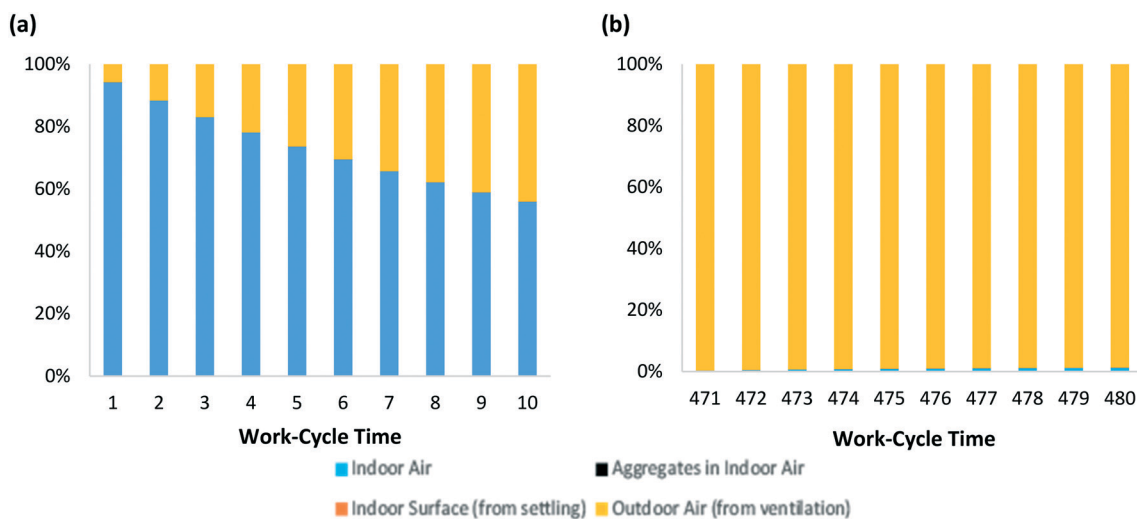 (a)
100%
80%
60%
40%
20%
0%
1 2 3 4 5 6 7 8 9 10
Work-Cycle Time
(b)
100%
80%
60%
40%
20%
0%
471 472 473 474 475 476 477 478 479 480
Work-Cycle Time
Indoor Air
Aggregates in Indoor Air
Indoor Surface (from settling)
Outdoor Air (from ventilation)